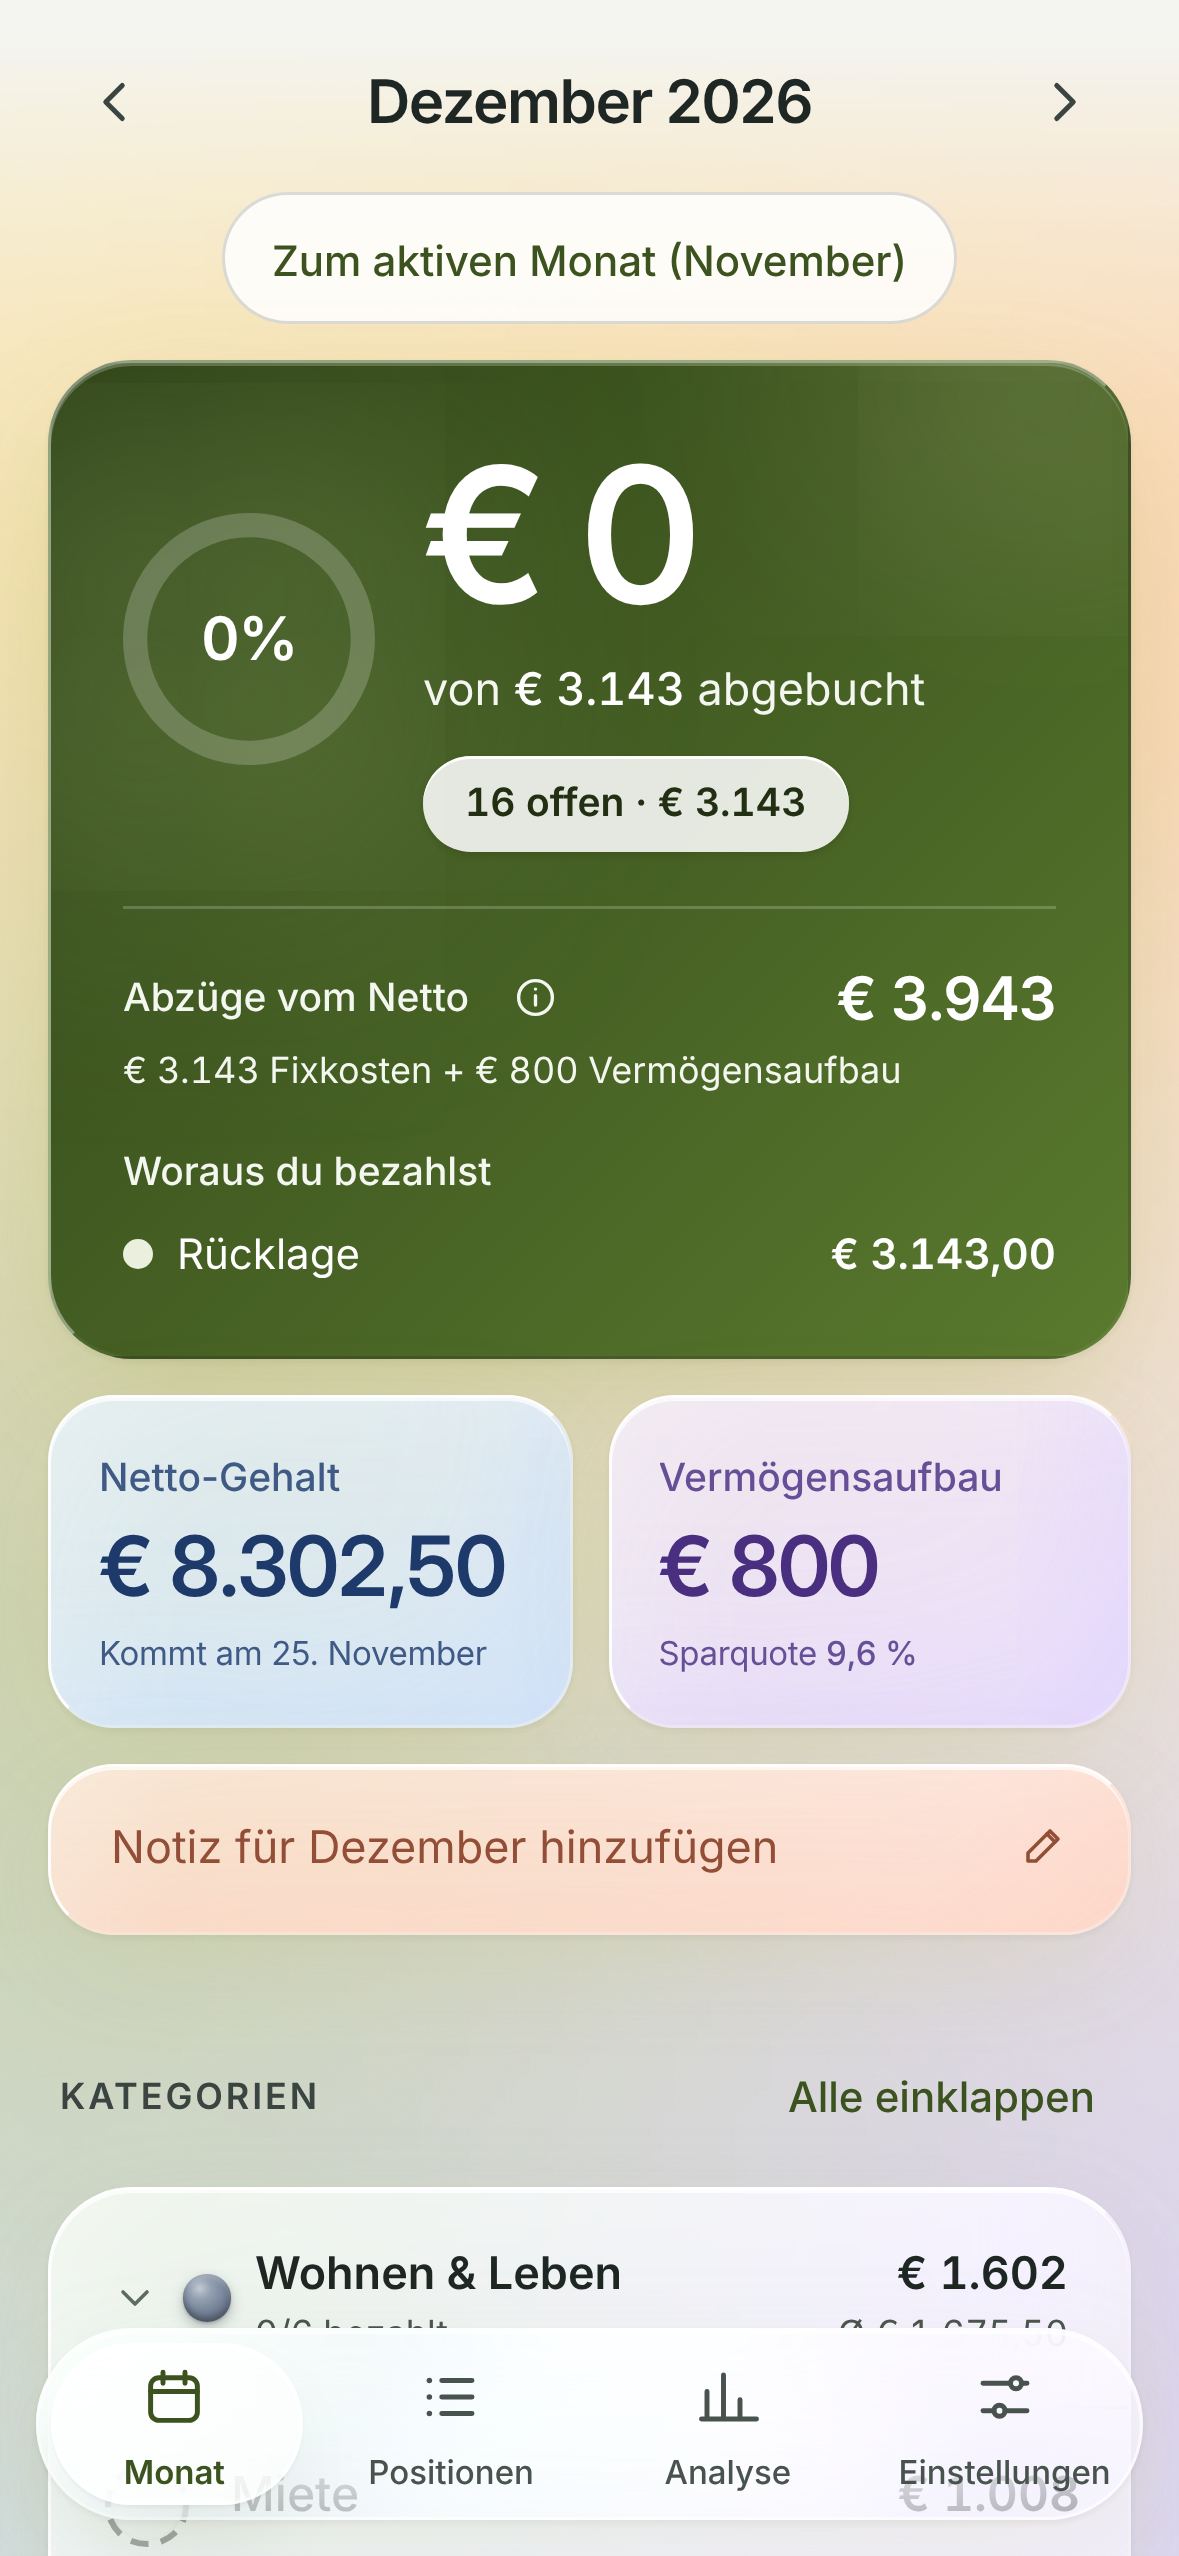 Dezember 2026
Zum aktiven Monat (November)
€ 0
0%
von € 3.143 abgebucht
16 offen · € 3.143
Abzüge vom Netto € 3.943
€ 3.143 Fixkosten + € 800 Vermögensaufbau
Woraus du bezahlst
Rücklage € 3.143,00
Netto-Gehalt
€ 8.302,50
Kommt am 25. November
Vermögensaufbau
€ 800
Sparquote 9,6 %
Notiz für Dezember hinzufügen
KATEGORIEN Alle einklappen
Wohnen & Leben € 1.602
Monat Positionen Analyse Einstellungen
Miete € 1.008